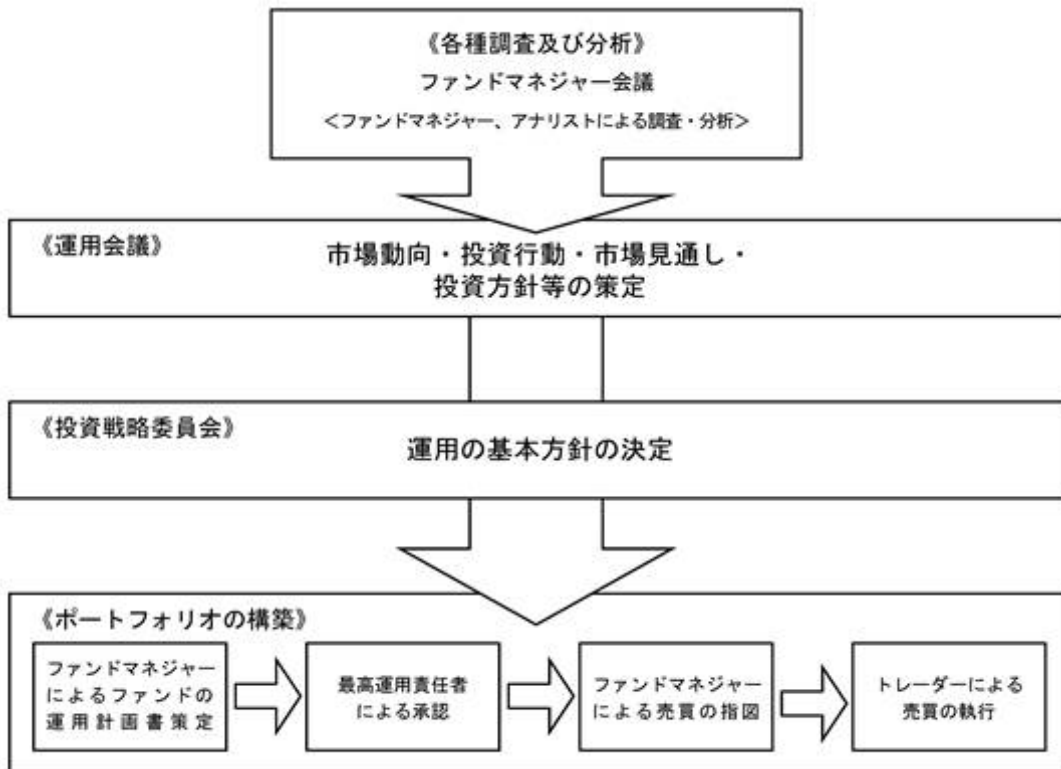 《各種調査及び分析》
ファンドマネジャー会議
＜ファンドマネジャー、アナリストによる調査・分析＞
《運用会議》
市場動向・投資行動・市場見通し・
投資方針等の策定
《投資戦略委員会》
運用の基本方針の決定
《ポートフォリオの構築》
ファンドマネジャー
によるファンドの
運用計画書策定
最高運用責任者
による承認
ファンドマネジャー
による売買の指図
トレーダーによる
売買の執行